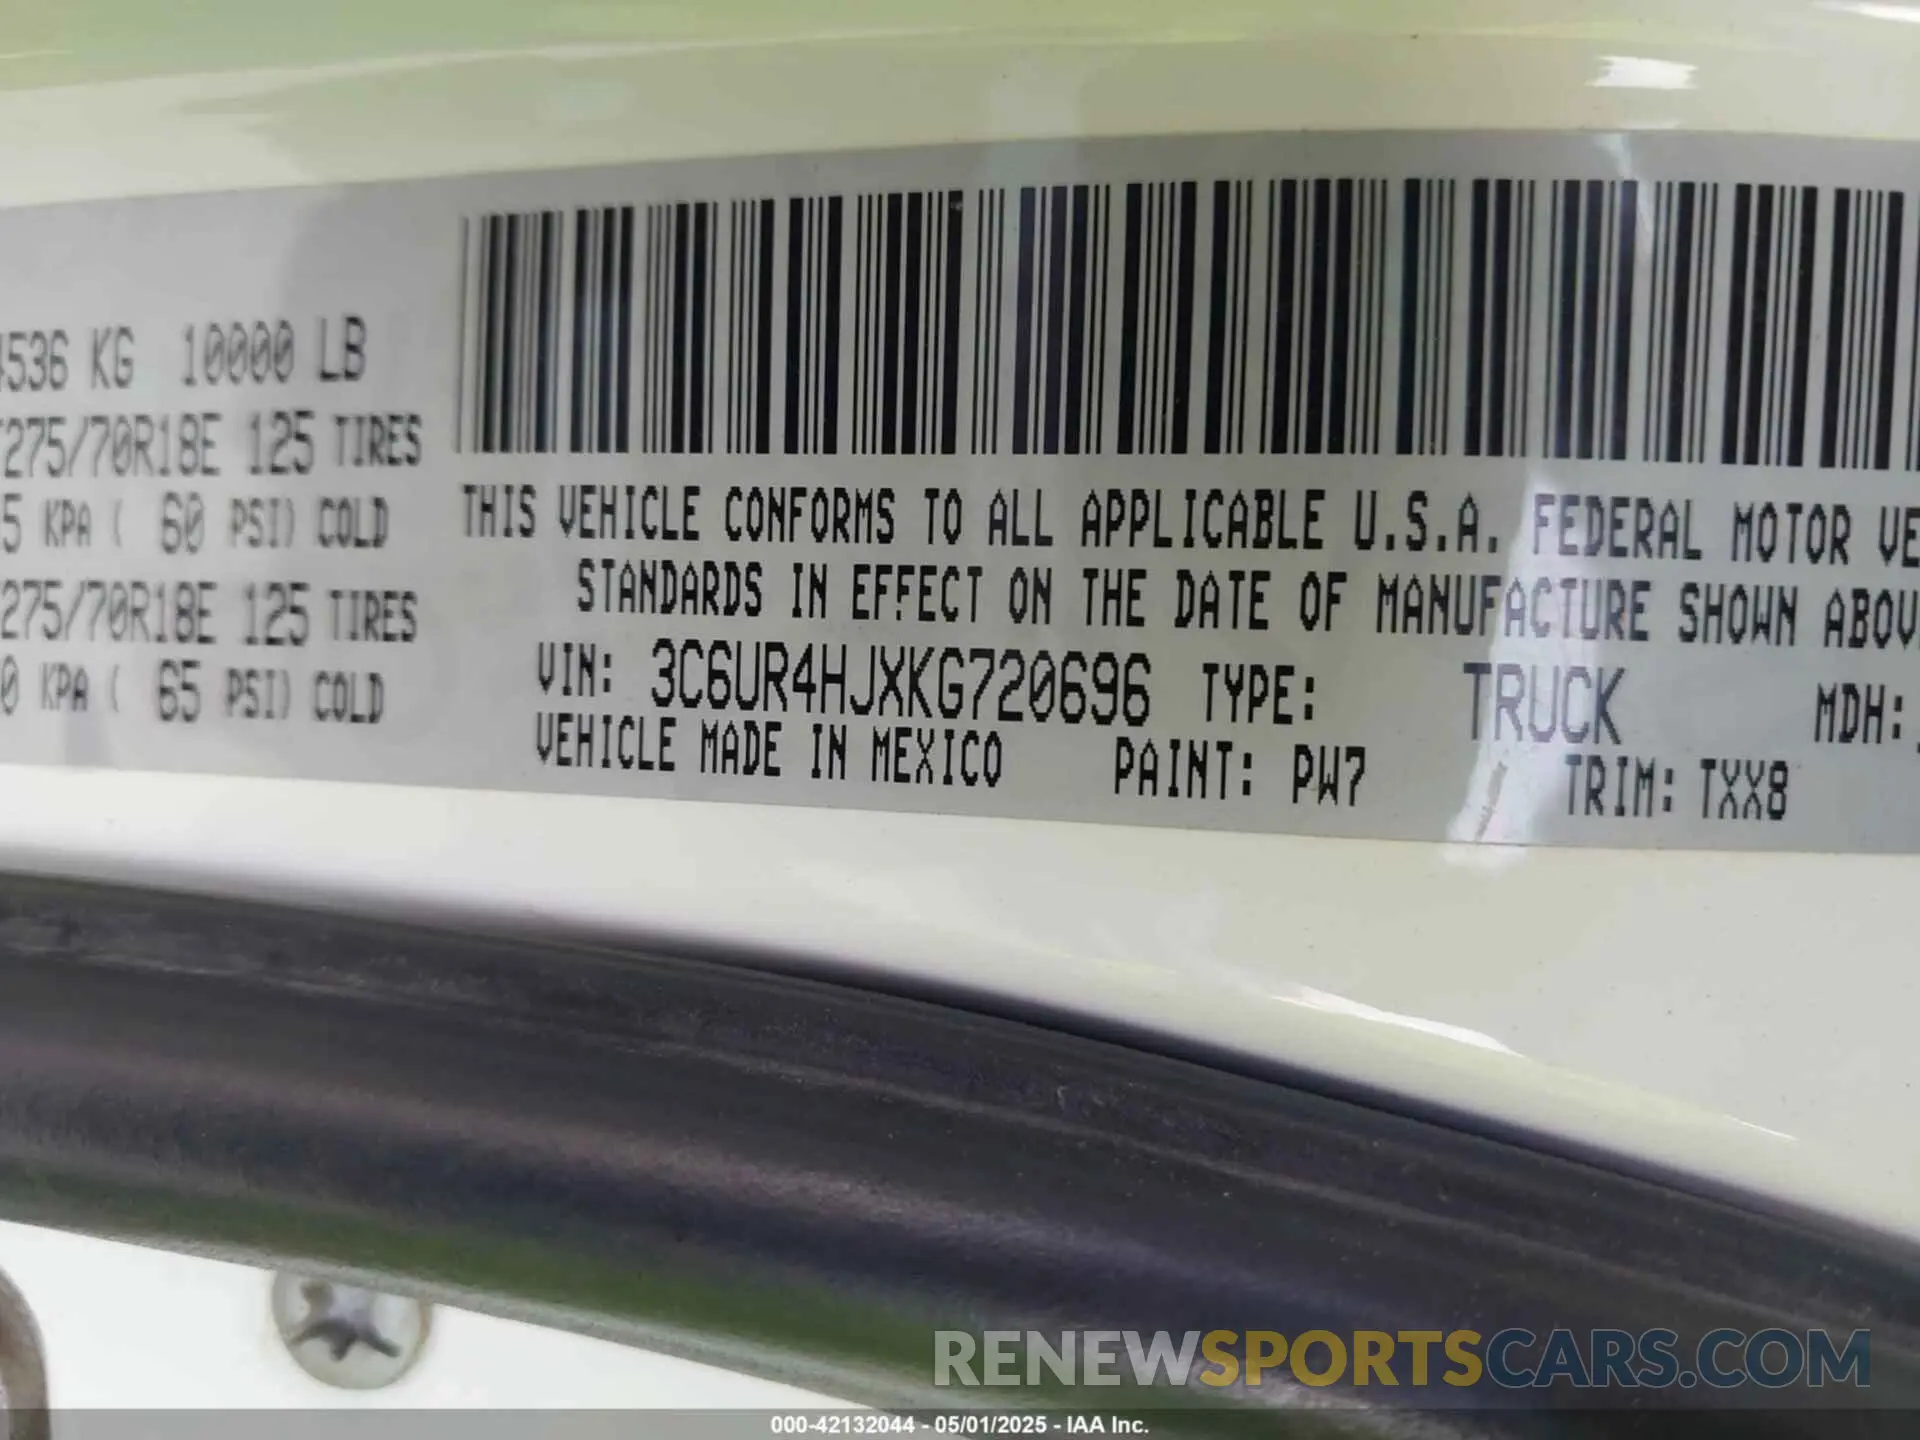 4536 KG 10000 LB
275/70R18E 125 TIRES
5 KPA ( 60 PSI) COLD
275/70R18E 125 TIRES
0 KPA ( 65 PSI) COLD
THIS VEHICLE CONFORMS TO ALL APPLICABLE U.S.A. FEDERAL MOTOR VE
STANDARDS IN EFFECT ON THE DATE OF MANUFACTURE SHOWN ABOV
VIN: 3C6UR4HJXKG720696 TYPE: TRUCK MDH:
VEHICLE MADE IN MEXICO PAINT: PW7 TRIM: TXX8
RENEWSPORTSCARS.COM
000-42132044 - 05/01/2025 - IAA Inc.